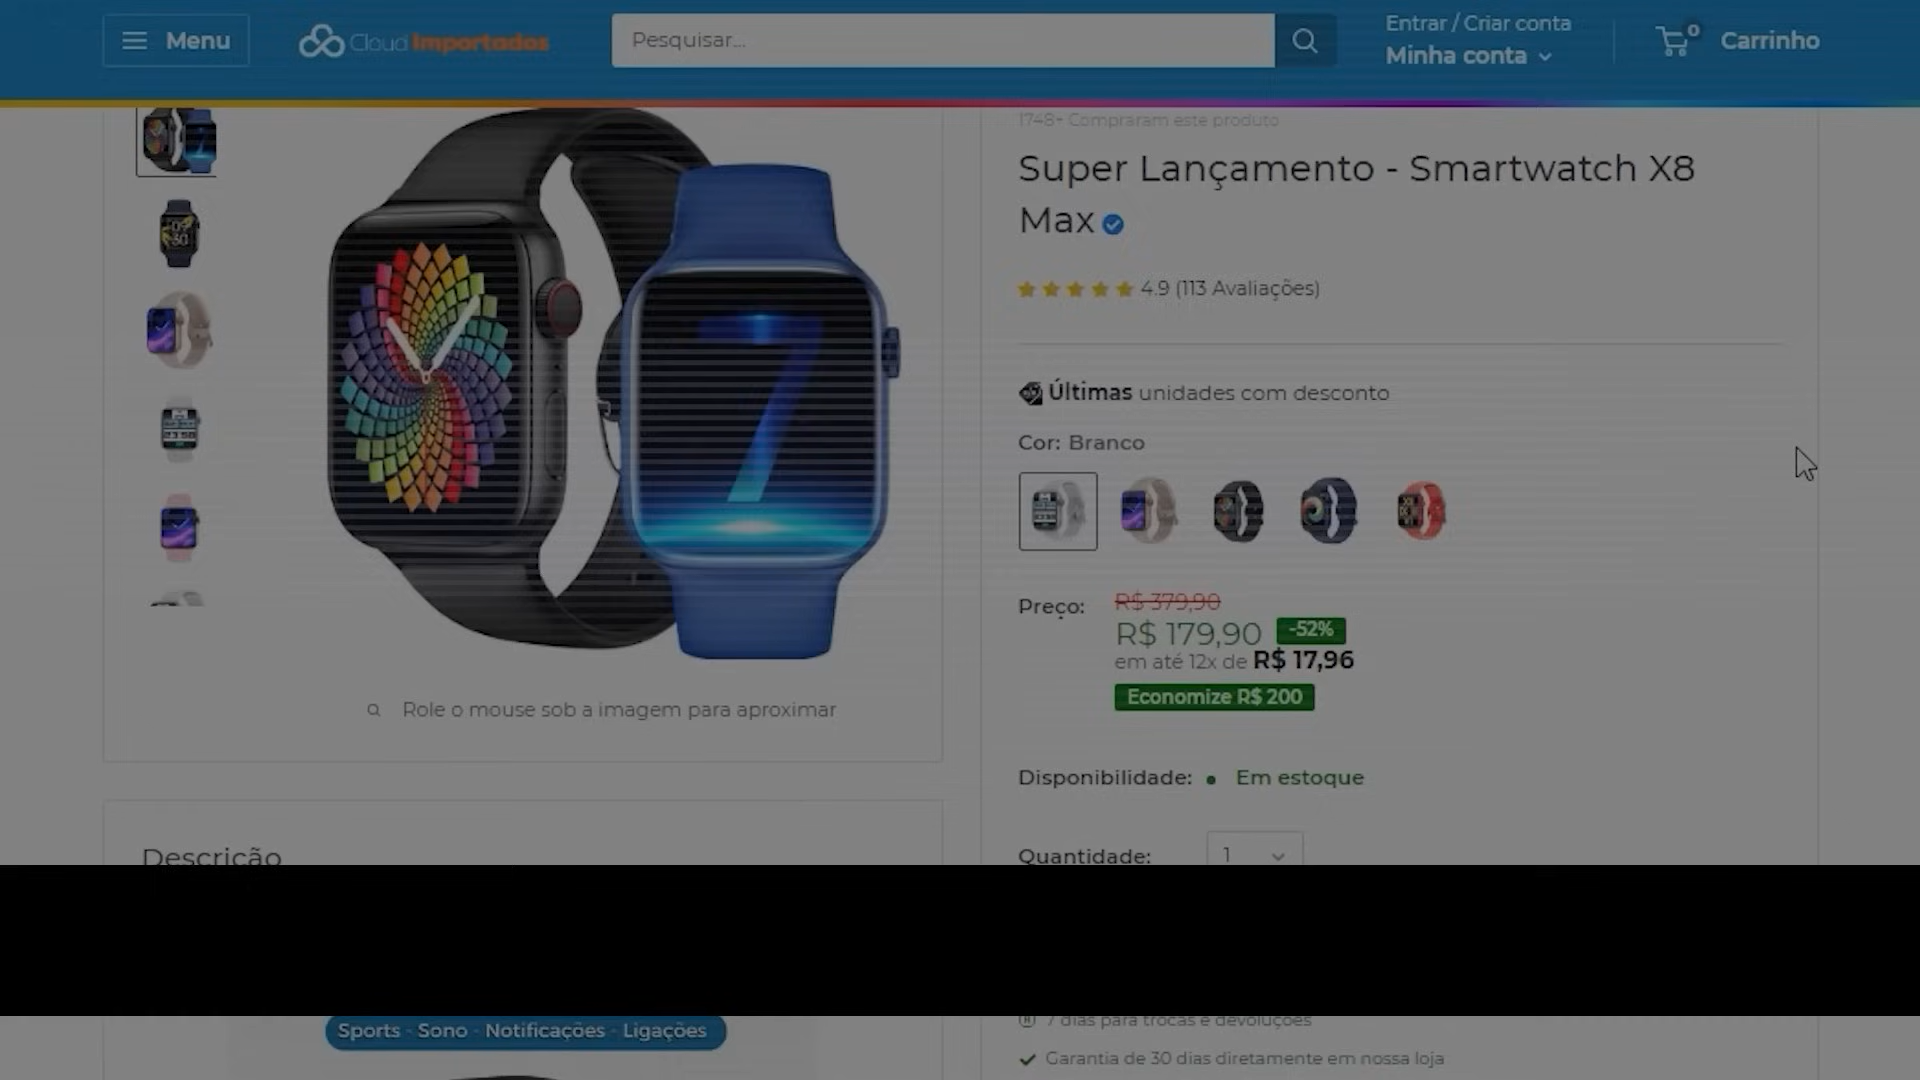 Menu
Cloud Importados
Pesquisar...
Entrar / Criar conta
Minha conta
0
Carrinho
1748+ Compraram este produto
Super Lançamento - Smartwatch X8
Max
4.9 (113 Avaliações)
Últimas unidades com desconto
Cor: Branco
7
Preço:
R$ 379,90
R$ 179,90 -52%
em até 12x de R$ 17,96
Economize R$ 200
Role o mouse sob a imagem para aproximar
Disponibilidade: Em estoque
Descrição
Quantidade: 1
Sports - Sono - Notificações - Ligações
7 dias para trocas e devoluções
Garantia de 30 dias diretamente em nossa loja